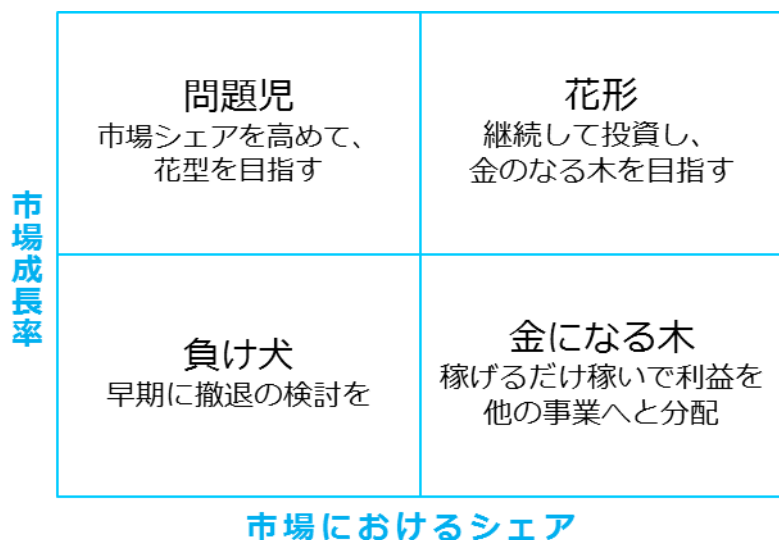 問題児
市場シェアを高めて、
花型を目指す
花形
継続して投資し、
金のなる木を目指す
市場成長率
負け犬
早期に撤退の検討を
金になる木
稼げるだけ稼いで利益を
他の事業へと分配
市場におけるシェア